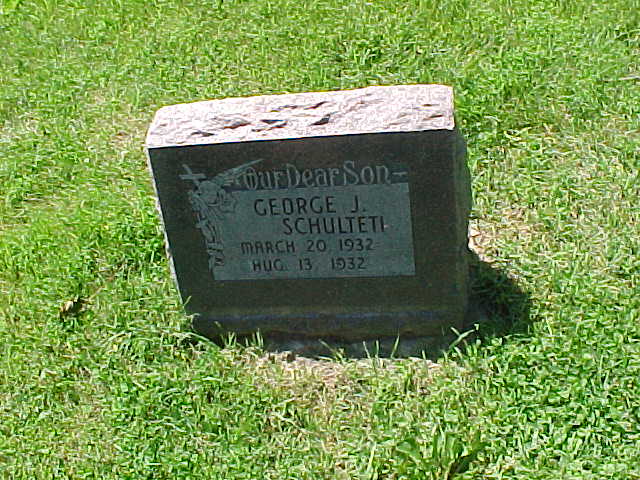 Our Dear Son
GEORGE J.
SCHULTETI
MARCH 20 1932
AUG. 13 1932